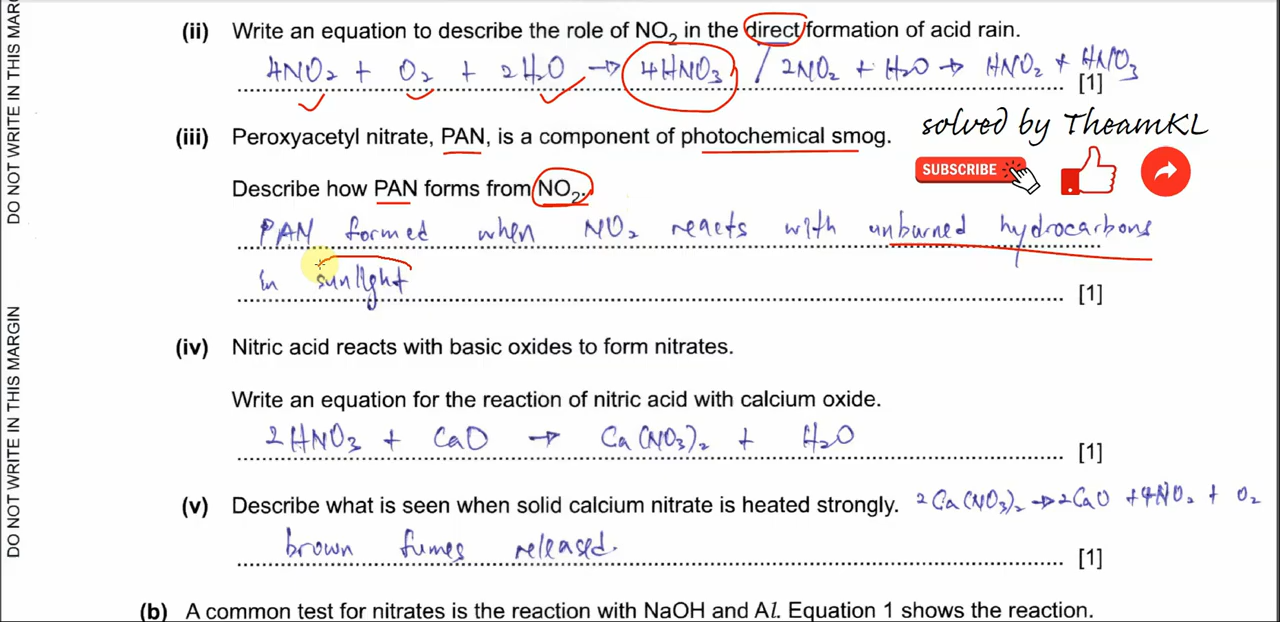 (ii) Write an equation to describe the role of NO₂ in the direct formation of acid rain.
4NO₂ + O₂ + 2H₂O → 4HNO₃ / 2NO₂ + H₂O → HNO₂ + HNO₃
[1]
(iii) Peroxyacetyl nitrate, PAN, is a component of photochemical smog.
solved by TheamKL
SUBSCRIBE
Describe how PAN forms from NO₂.
PAN formed when NO₂ reacts with unburned hydrocarbons
in sunlight
[1]
(iv) Nitric acid reacts with basic oxides to form nitrates.
Write an equation for the reaction of nitric acid with calcium oxide.
2HNO₃ + CaO → Ca(NO₃)₂ + H₂O
[1]
(v) Describe what is seen when solid calcium nitrate is heated strongly.
2Ca(NO₃)₂ → 2CaO + 4NO₂ + O₂
brown fumes released.
[1]
(b) A common test for nitrates is the reaction with NaOH and Al. Equation 1 shows the reaction.
DO NOT WRITE IN THIS MAR
DO NOT WRITE IN THIS MARGIN